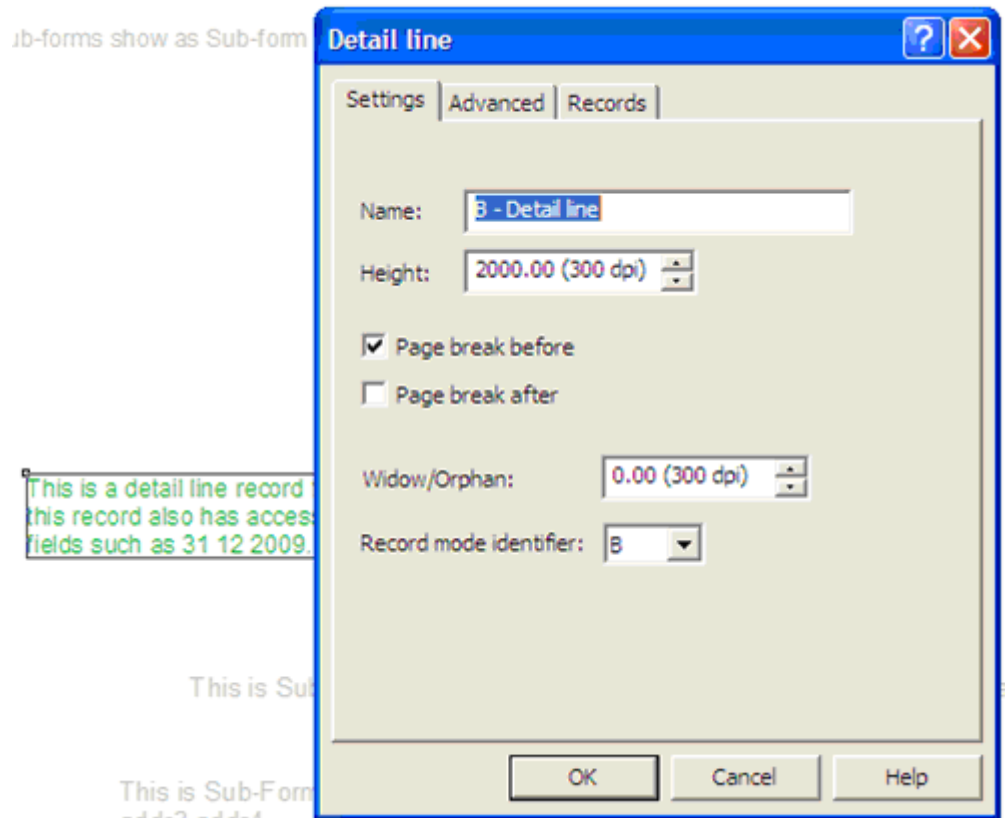 ub-forms show as Sub-form
Detail line
Settings Advanced Records
Name: B - Detail line
Height: 2000.00 (300 dpi)
Page break before
Page break after
Widow/Orphan: 0.00 (300 dpi)
Record mode identifier: B
This is a detail line record
this record also has access
fields such as 31 12 2009.
This is Sub
OK Cancel Help
This is Sub-Form